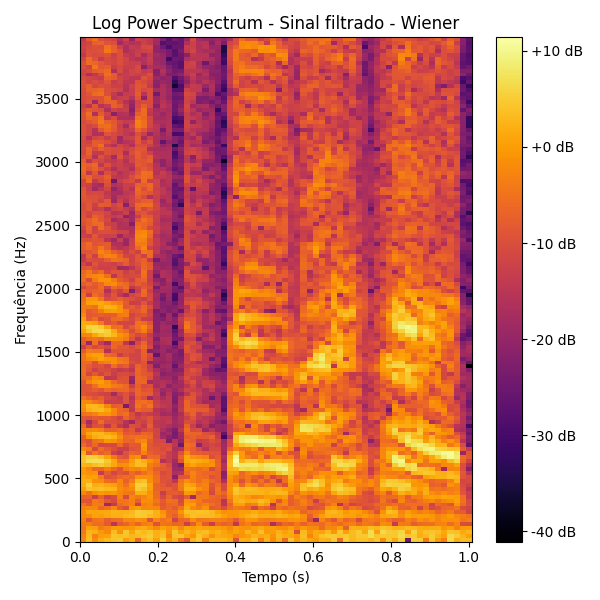 Log Power Spectrum - Sinal filtrado - Wiener
Frequência (Hz)
3500
3000
2500
2000
1500
1000
500
0
0.0 0.2 0.4 0.6 0.8 1.0
Tempo (s)
+10 dB
+0 dB
-10 dB
-20 dB
-30 dB
-40 dB